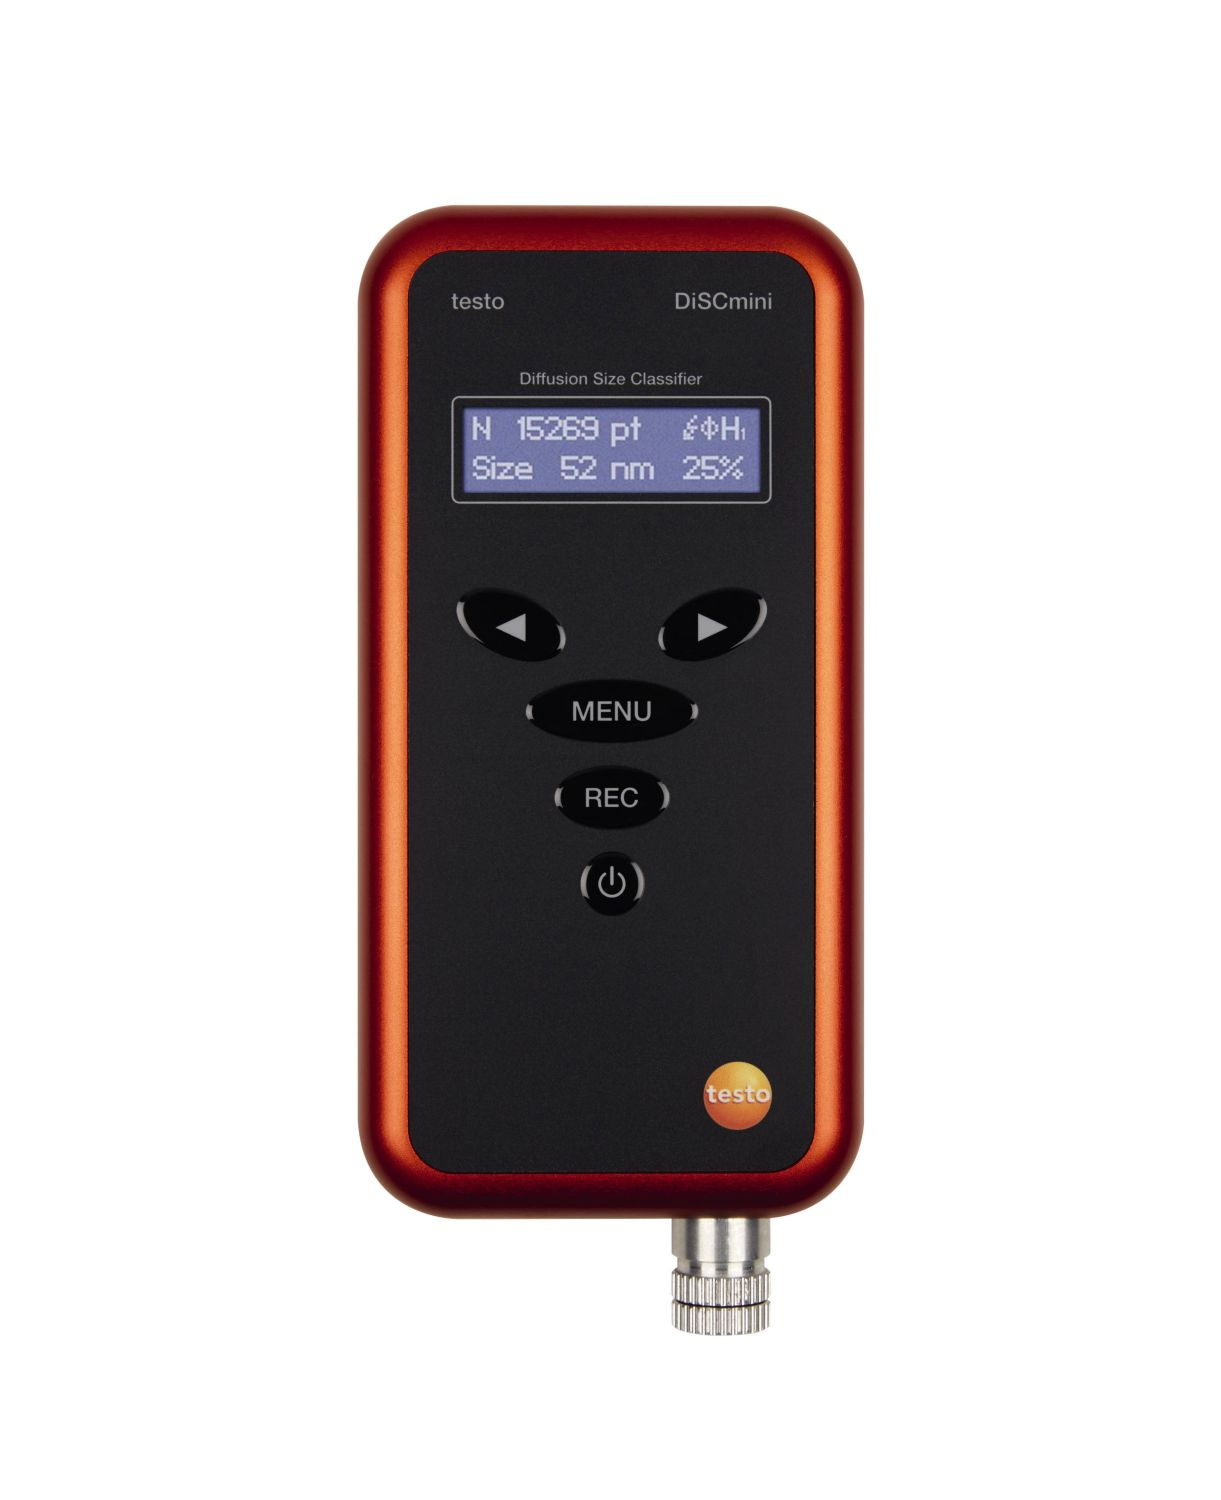 testo DiSCmini
Diffusion Size Classifier
N 15269 pt
Size 52 nm 25%
MENU
REC
testo